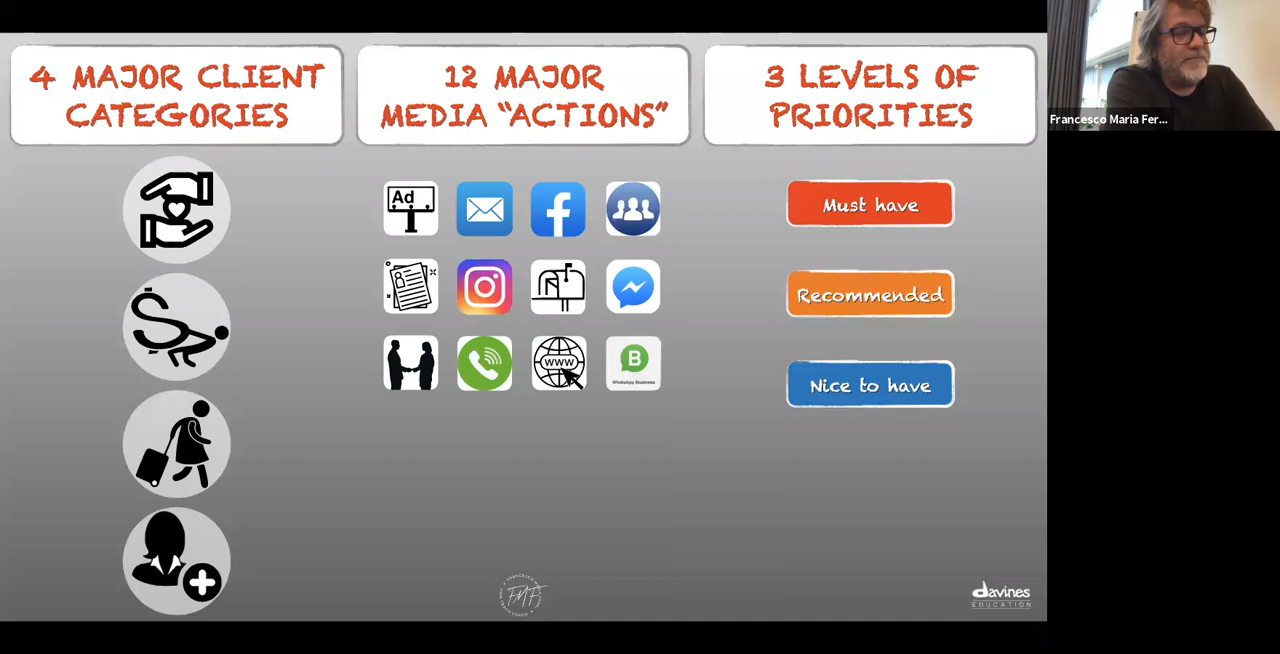 4 MAJOR CLIENT
CATEGORIES
12 MAJOR
MEDIA “ACTIONS”
3 LEVELS OF
PRIORITIES
Ad
WWW
B
WhatsApp Business
Must have
Recommended
Nice to have
FMF
davines
EDUCATION
Francesco Maria Fer...